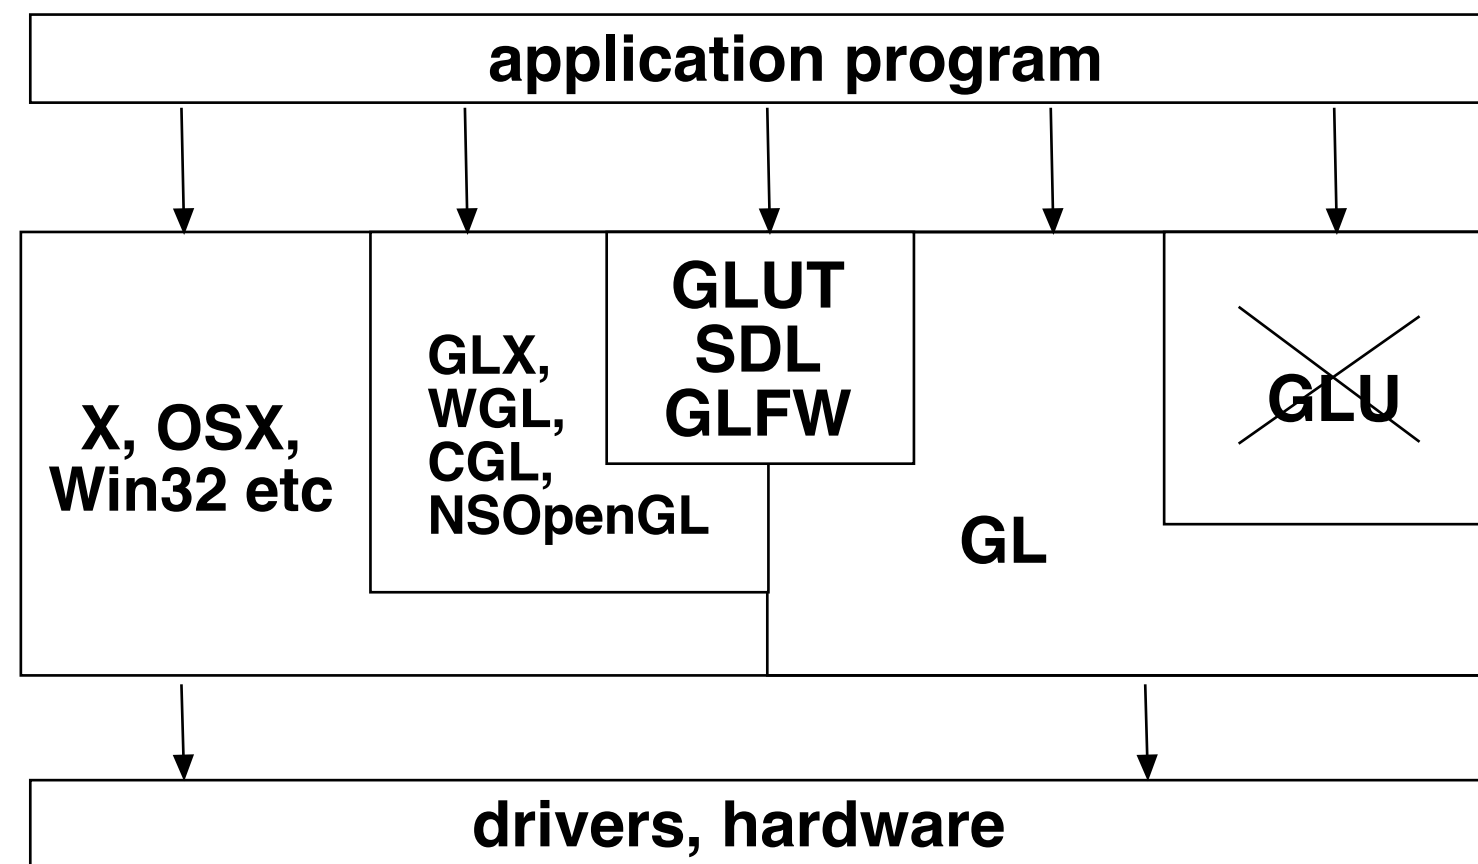 application program
GLUT
SDL
GLFW
GLX,
WGL,
CGL,
NSOpenGL
X, OSX,
Win32 etc
GLU
GL
drivers, hardware